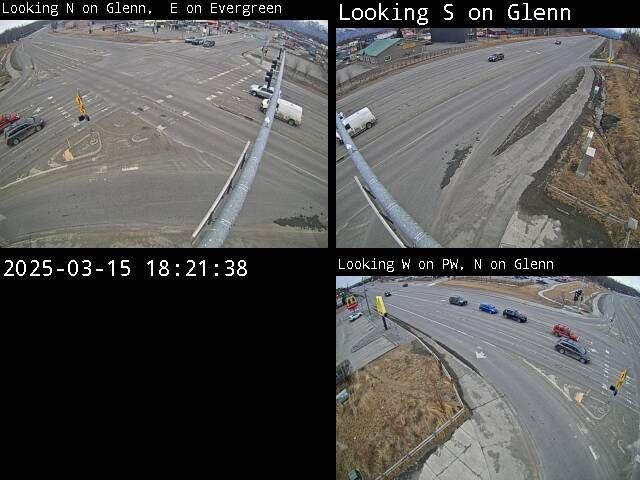 Looking N on Glenn,  E on Evergreen
Looking S on Glenn
2025-03-15 18:21:38
Looking W on PW, N on Glenn